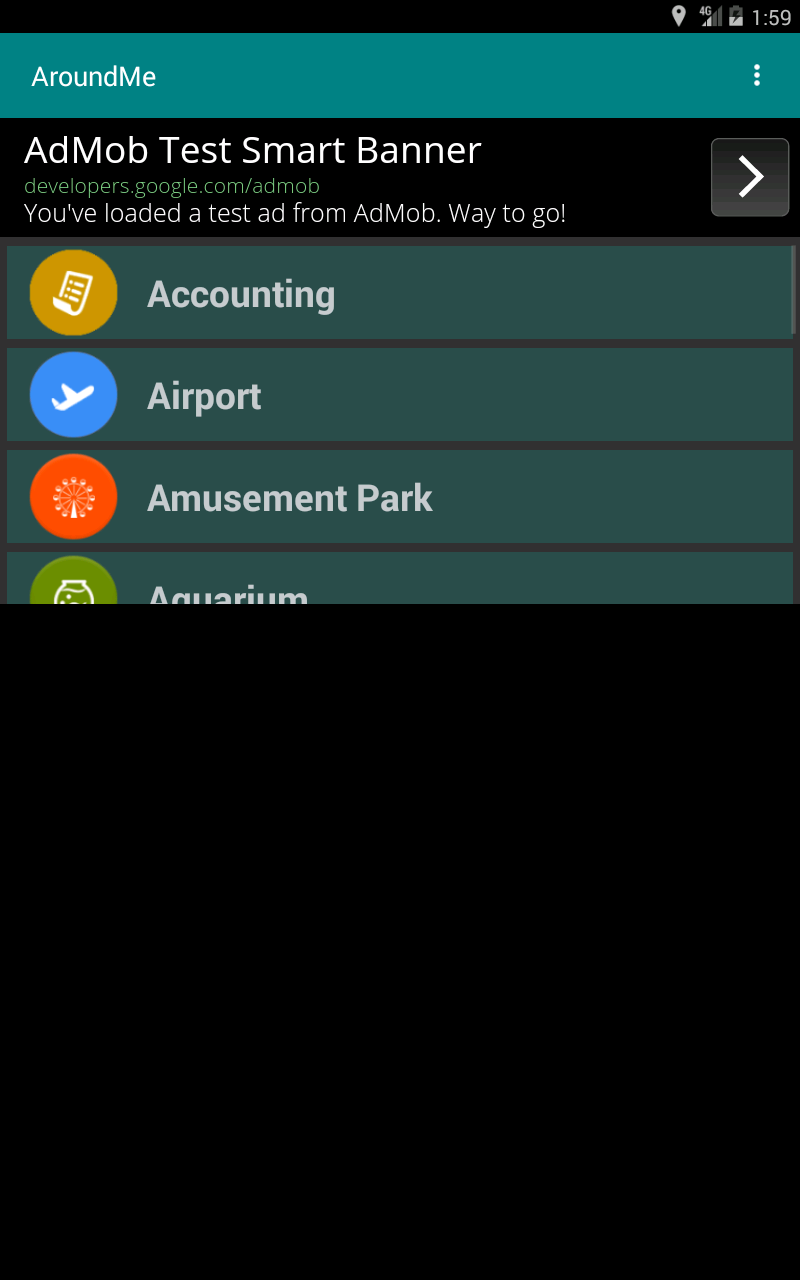 4G 1:59
AroundMe
AdMob Test Smart Banner
developers.google.com/admob
You've loaded a test ad from AdMob. Way to go!
Accounting
Airport
Amusement Park
Aquarium